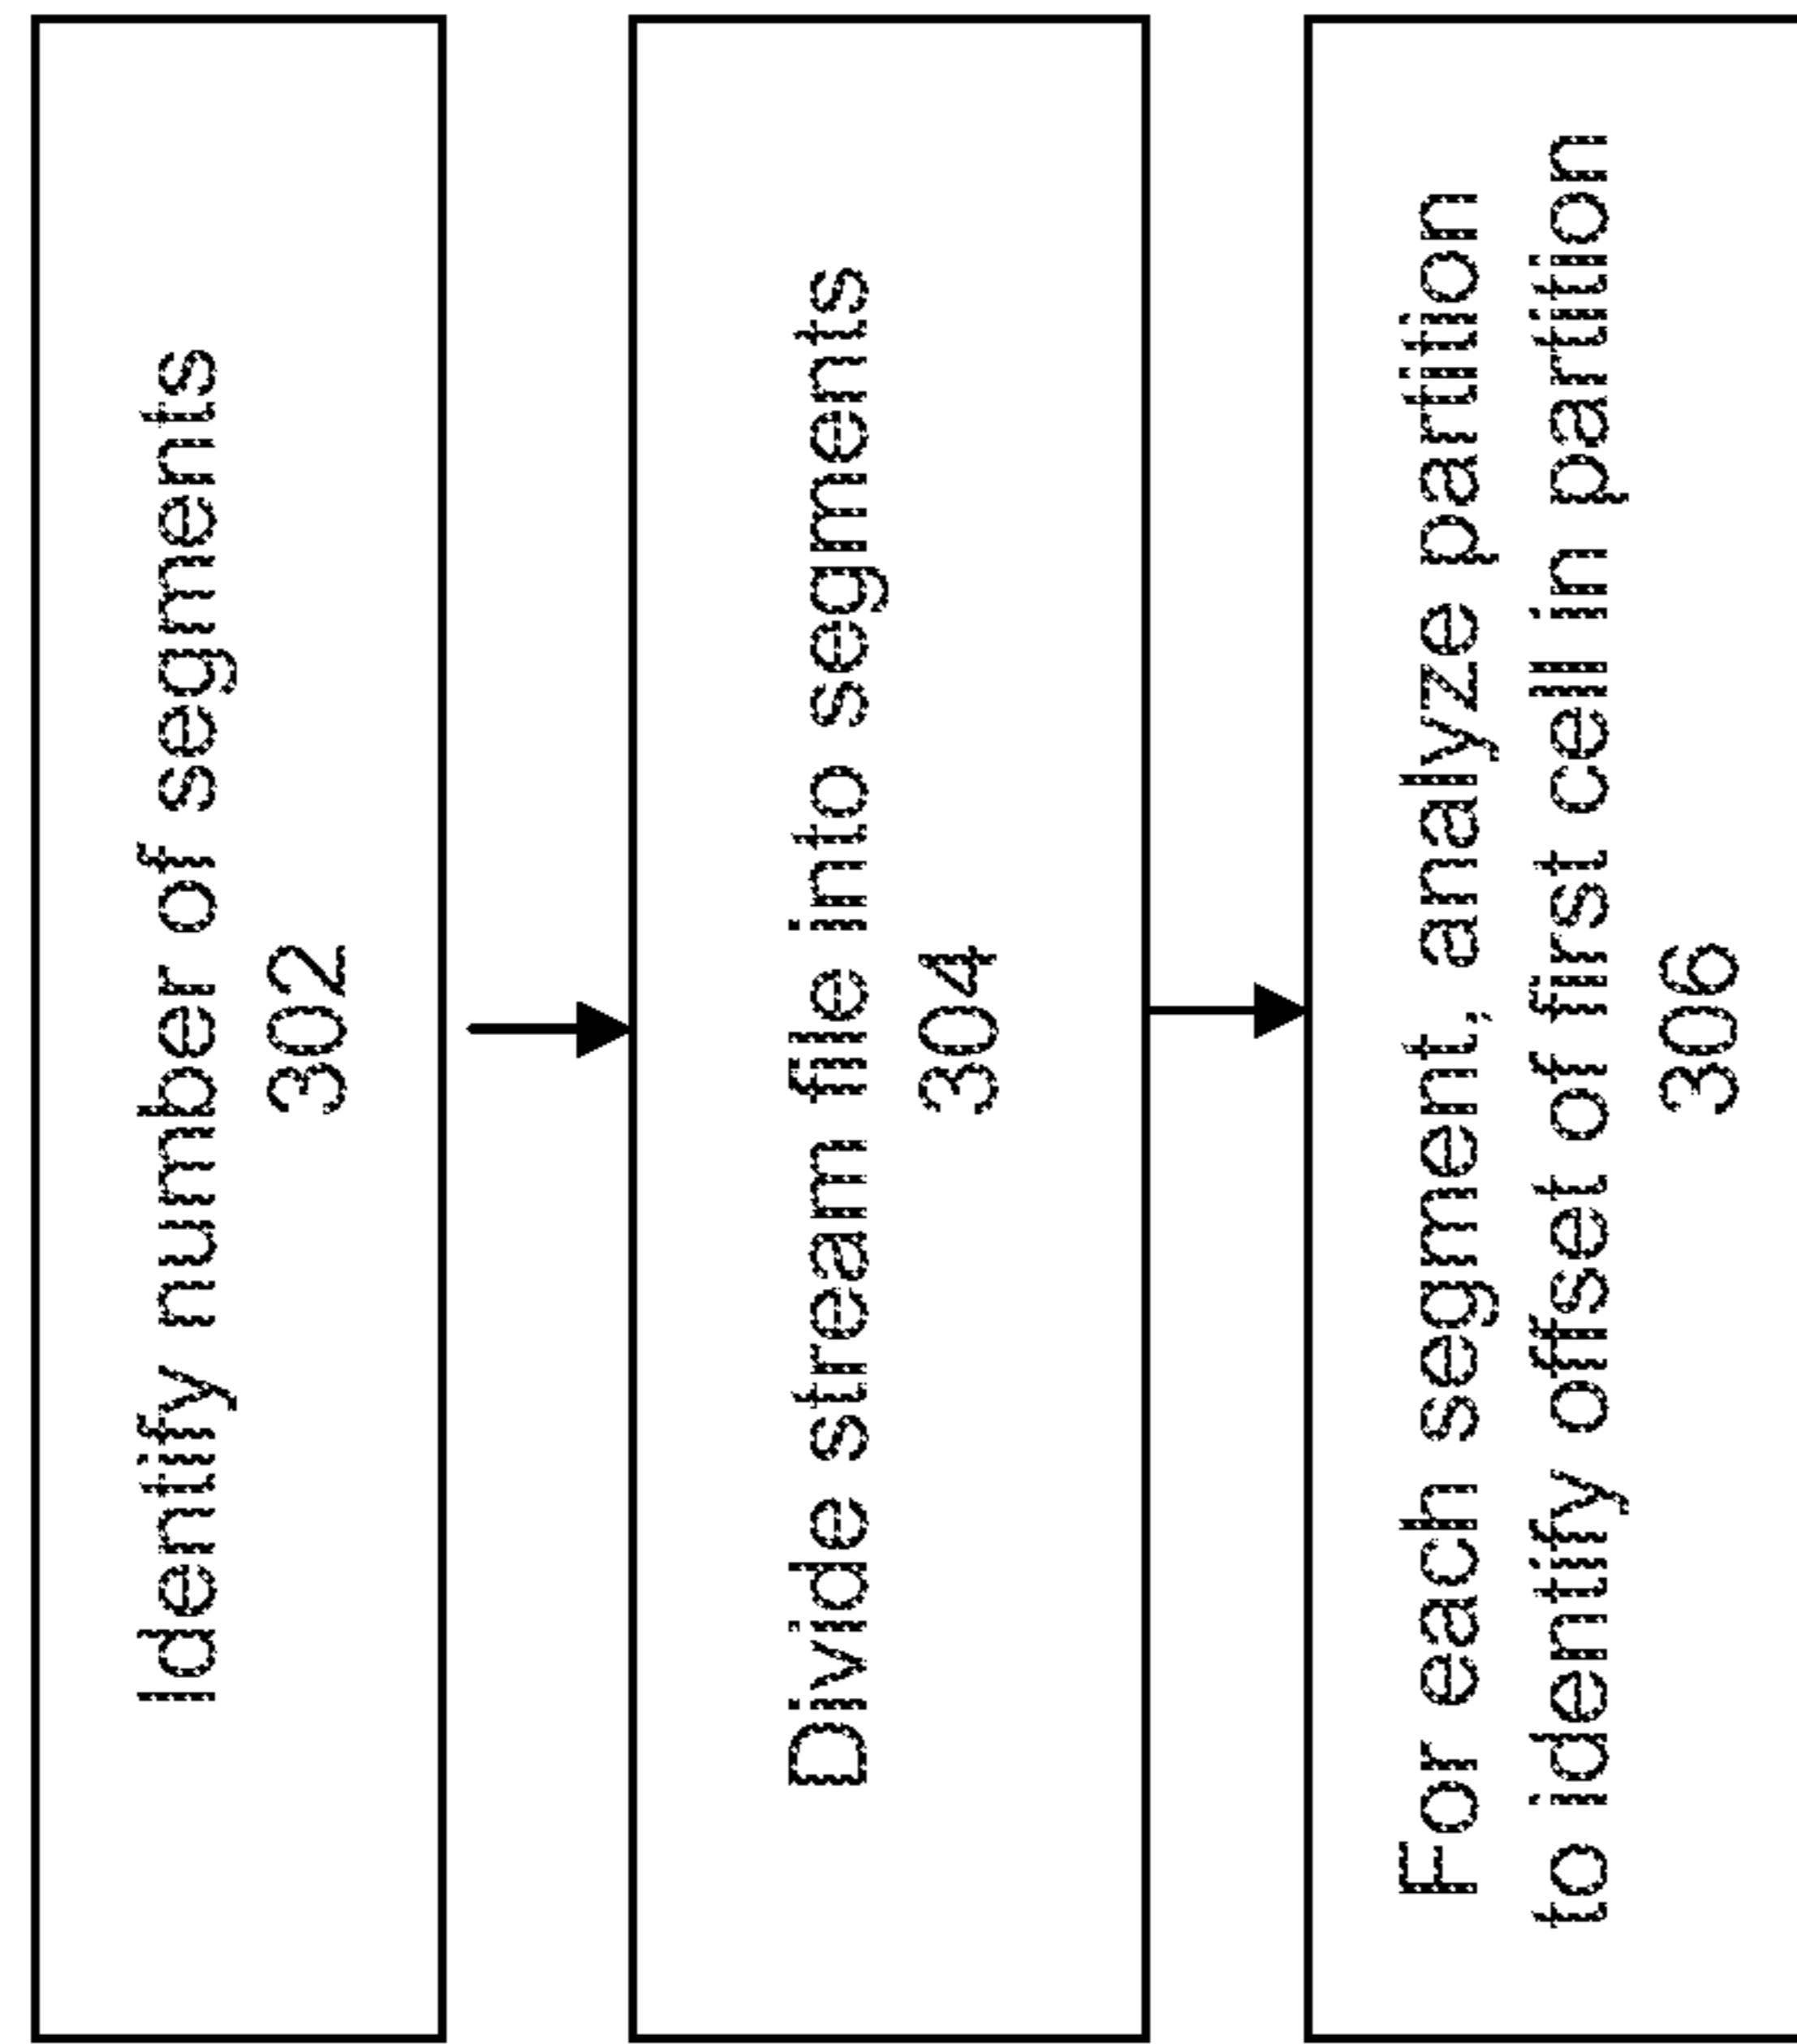 Identify number of segments
302
Divide stream file into segments
304
For each segment, analyze partition
to identify offset of first cell in partition
306